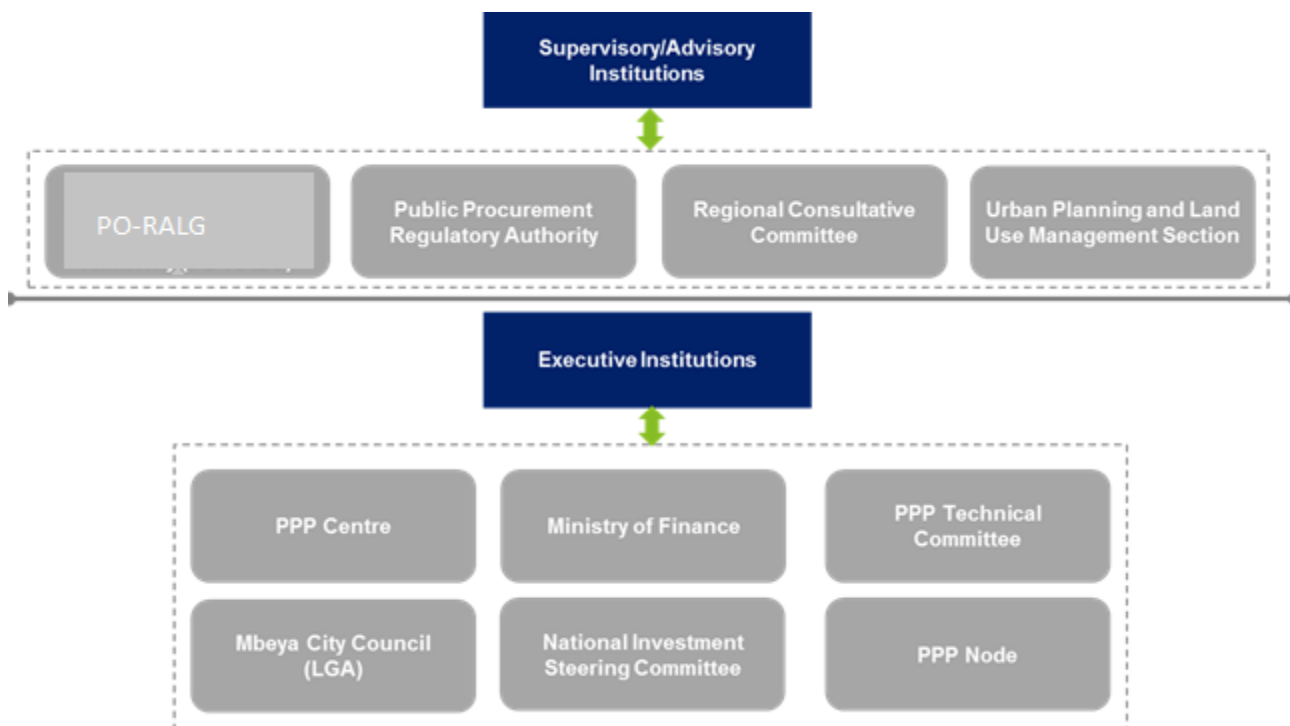 Supervisory/Advisory
Institutions
PO-RALG
Public Procurement
Regulatory Authority
Regional Consultative
Committee
Urban Planning and Land
Use Management Section
Executive Institutions
PPP Centre
Ministry of Finance
PPP Technical
Committee
Mbeya City Council
(LGA)
National Investment
Steering Committee
PPP Node